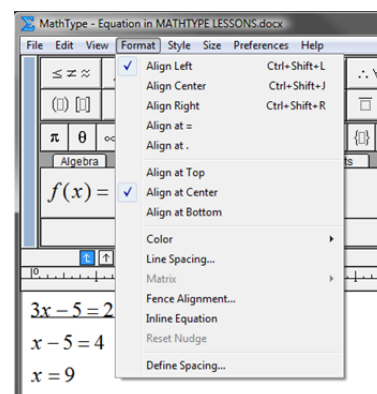 MathType - Equation in MATHTYPE LESSONS.docx
File Edit View Format Style Size Preferences Help
≤ ≠ ≈
Align Left Ctrl+Shift+L
Align Center Ctrl+Shift+J
Align Right Ctrl+Shift+R
Align at =
Align at .
π θ ∞
Algebra
ts
f(x) =
Align at Top
Align at Center
Align at Bottom
Color
Line Spacing...
Matrix
Fence Alignment...
Inline Equation
Reset Nudge
Define Spacing...
0
3x − 5 = 2
x − 5 = 4
x = 9